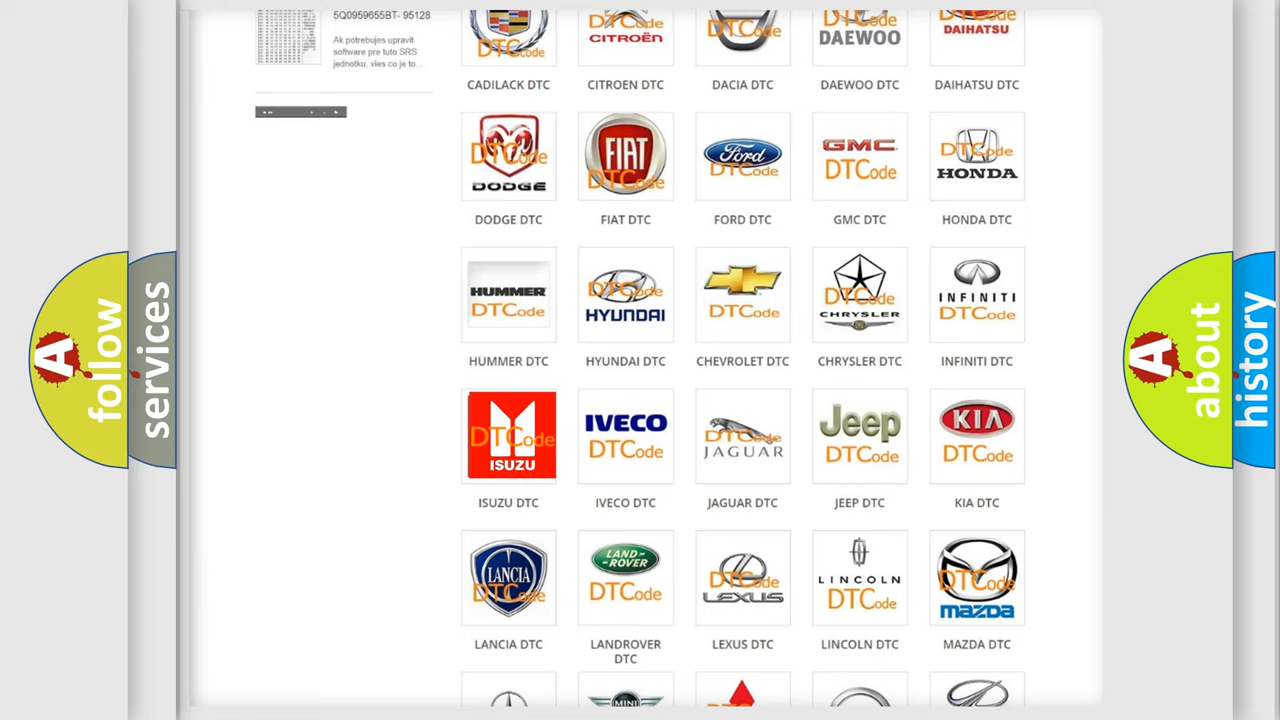 5Q0959655BT- 95128
Ak potrebujes upravit
software pre tuto SRS
jednotku, vies co je to...
DTCode
DTCode
CITROËN
DTCode
DAEWOO
DTCode
DAIHATSU
CADILACK DTC
CITROEN DTC
DACIA DTC
DAEWOO DTC
DAIHATSU DTC
DTCode
DODGE
FIAT
DTCode
Ford
DTCode
GMC
DTCode
DTCode
HONDA
DODGE DTC
FIAT DTC
FORD DTC
GMC DTC
HONDA DTC
HUMMER
DTCode
DTCode
HYUNDAI
DTCode
DTCode
CHRYSLER
INFINITI
DTCode
HUMMER DTC
HYUNDAI DTC
CHEVROLET DTC
CHRYSLER DTC
INFINITI DTC
DTCode
ISUZU
IVECO
DTCode
DTCode
JAGUAR
Jeep
DTCode
KIA
DTCode
ISUZU DTC
IVECO DTC
JAGUAR DTC
JEEP DTC
KIA DTC
LANCIA
DTCode
LAND-
ROVER
DTCode
DTCode
LEXUS
LINCOLN
DTCode
DTCode
mazda
LANCIA DTC
LANDROVER
DTC
LEXUS DTC
LINCOLN DTC
MAZDA DTC
MINI
A
follow
services
A
about
history